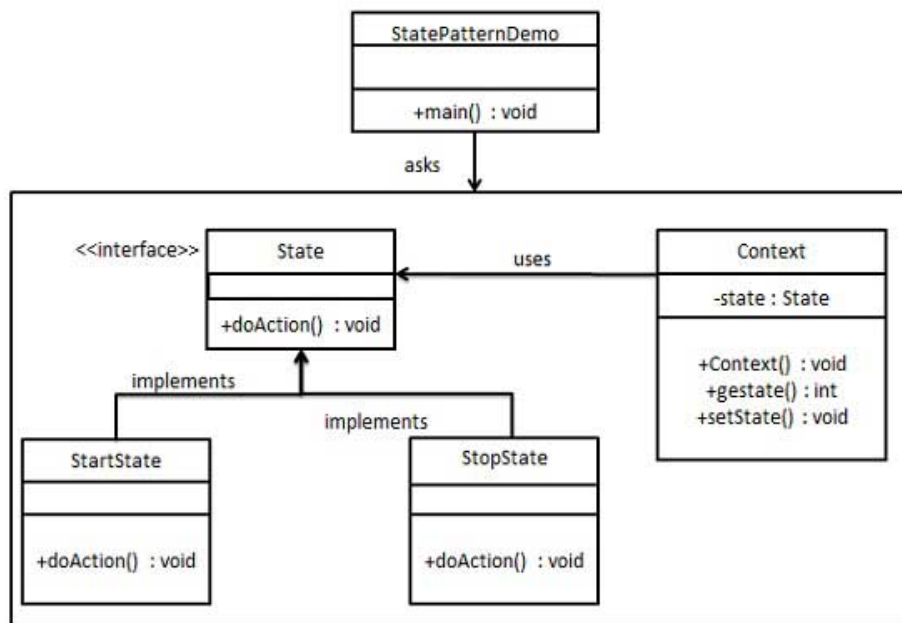 StatePatternDemo
+main() : void
asks
<<interface>>
State
+doAction() : void
uses
Context
-state : State
+Context() : void
+gestate() : int
+setState() : void
implements
implements
StartState
+doAction() : void
StopState
+doAction() : void